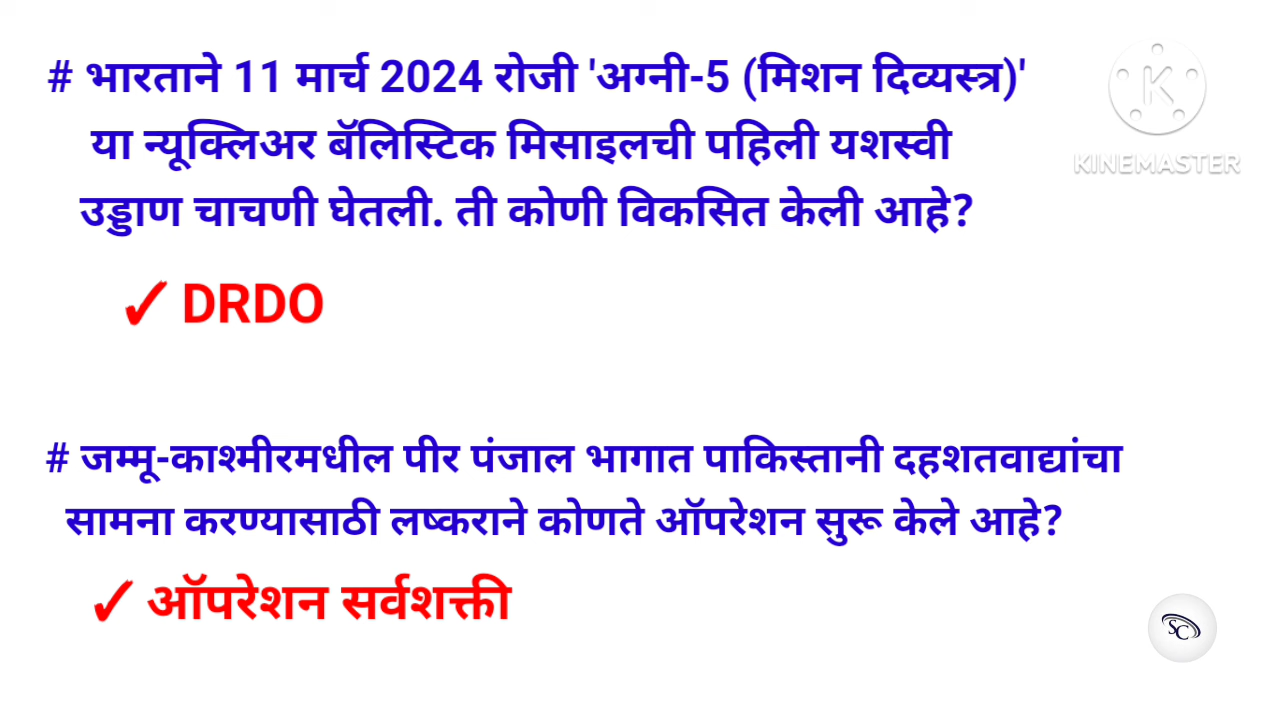 # भारताने 11 मार्च 2024 रोजी 'अग्नी-5 (मिशन दिव्यस्त्र)'
या न्यूक्लिअर बॅलिस्टिक मिसाइलची पहिली यशस्वी
उड्डाण चाचणी घेतली. ती कोणी विकसित केली आहे?
K
KINEMASTER
✓ DRDO
# जम्मू-काश्मीरमधील पीर पंजाल भागात पाकिस्तानी दहशतवाद्यांचा
सामना करण्यासाठी लष्कराने कोणते ऑपरेशन सुरू केले आहे?
✓ ऑपरेशन सर्वशक्ती
SC